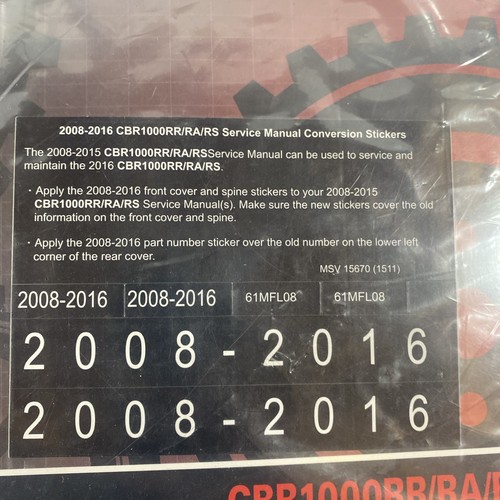 2008-2016 CBR1000RR/RA/RS Service Manual Conversion Stickers
The 2008-2015 CBR1000RR/RA/RSService Manual can be used to service and
maintain the 2016 CBR1000RR/RA/RS.
· Apply the 2008-2016 front cover and spine stickers to your 2008-2015
CBR1000RR/RA/RS Service Manual(s). Make sure the new stickers cover the old
information on the front cover and spine.
· Apply the 2008-2016 part number sticker over the old number on the lower left
corner of the rear cover.
MSV 15670 (1511)
2008-2016 2008-2016 61MFL08 61MFL08
2008-2016
2008-2016
CBR1000RR/RA/